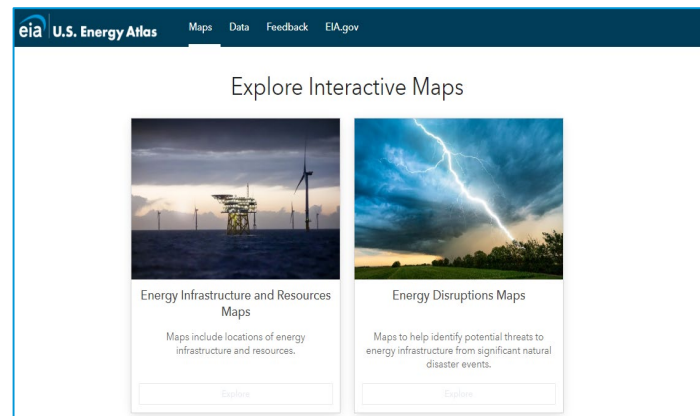 eia U.S. Energy Atlas Maps Data Feedback EIA.gov
Explore Interactive Maps
Energy Infrastructure and Resources
Maps
Maps include locations of energy
infrastructure and resources.
Explore
Energy Disruptions Maps
Maps to help identify potential threats to
energy infrastructure from significant natural
disaster events.
Explore